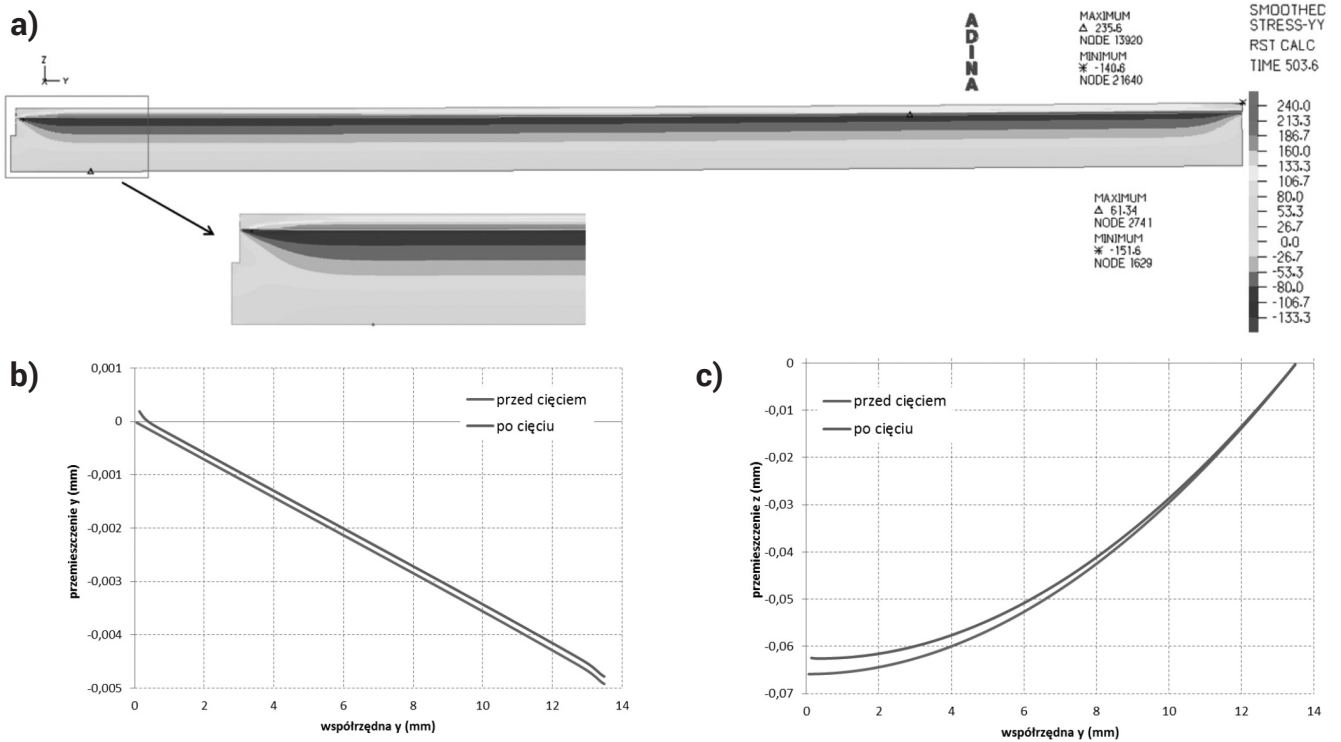 a)
Z
Y
X
A
D
I
N
A
MAXIMUM
Δ 235.6
NODE 13920
MINIMUM
✳ -140.6
NODE 21640
SMOOTHED
STRESS-YY
RST CALC
TIME 503.6
240.0
213.3
186.7
160.0
133.3
106.7
80.0
53.3
26.7
0.0
-26.7
-53.3
-80.0
-106.7
-133.3
MAXIMUM
Δ 61.34
NODE 2741
MINIMUM
✳ -151.6
NODE 1629
b)
0,001
0
-0,001
-0,002
-0,003
-0,004
-0,005
przemieszczenie y (mm)
przed cięciem
po cięciu
0 2 4 6 8 10 12 14
współrzędna y (mm)
c)
0
-0,01
-0,02
-0,03
-0,04
-0,05
-0,06
-0,07
przemieszczenie z (mm)
przed cięciem
po cięciu
0 2 4 6 8 10 12 14
współrzędna y (mm)